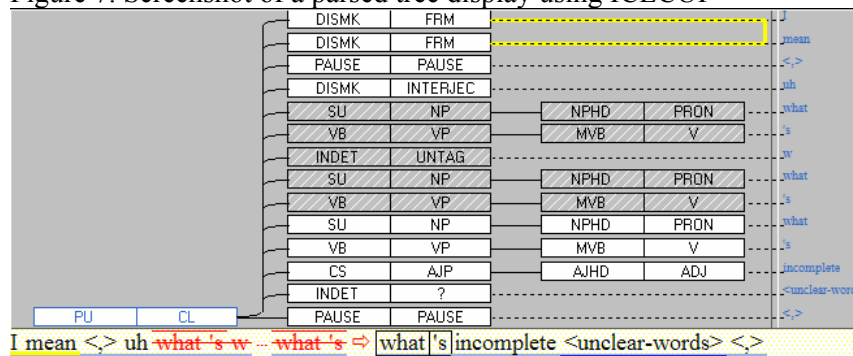 Figure 7. Screenshot of a parsed tree display using ICECUP
DISMK FRM I
DISMK FRM mean
PAUSE PAUSE <,>
DISMK INTERJEC uh
SU NP NPHD PRON what
VB VP MVB V 's
INDET UNTAG w
SU NP NPHD PRON what
VB VP MVB V 's
SU NP NPHD PRON what
VB VP MVB V 's
CS AJP AJHD ADJ incomplete
INDET ? <unclear-word
PU CL PAUSE PAUSE <,>
I mean <,> uh what 's w – what 's ⇨ what 's incomplete <unclear-words> <,>